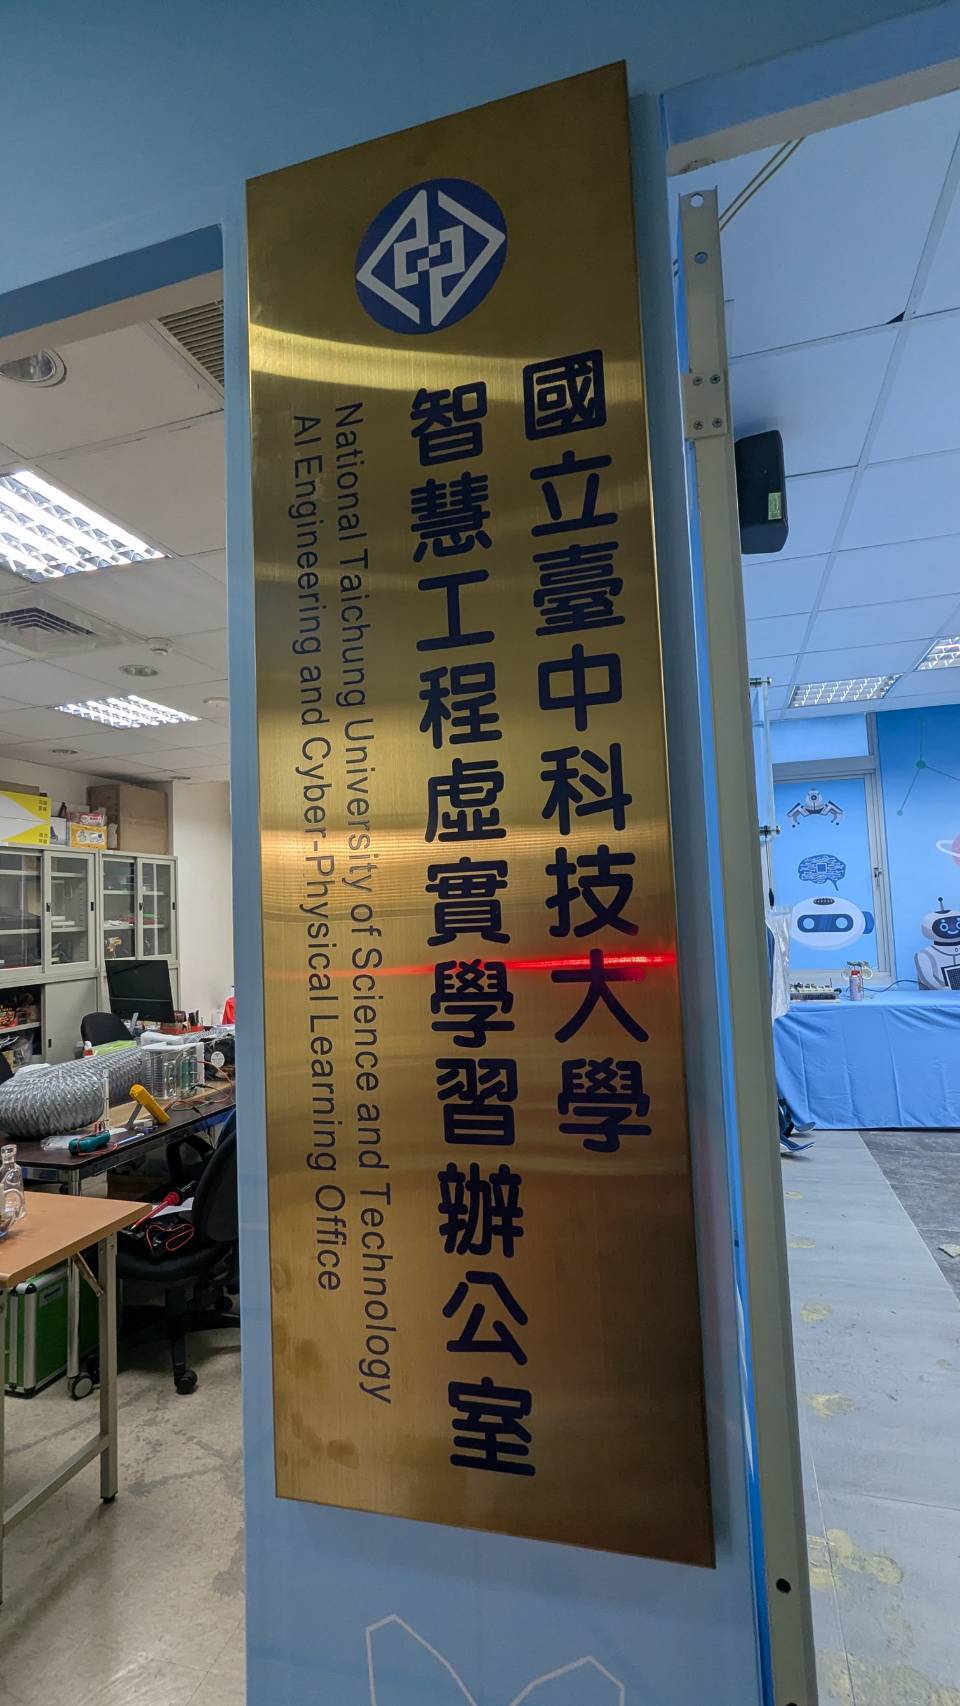 國立臺中科技大學
智慧工程虛實學習辦公室
National Taichung University of Science and Technology
AI Engineering and Cyber-Physical Learning Office